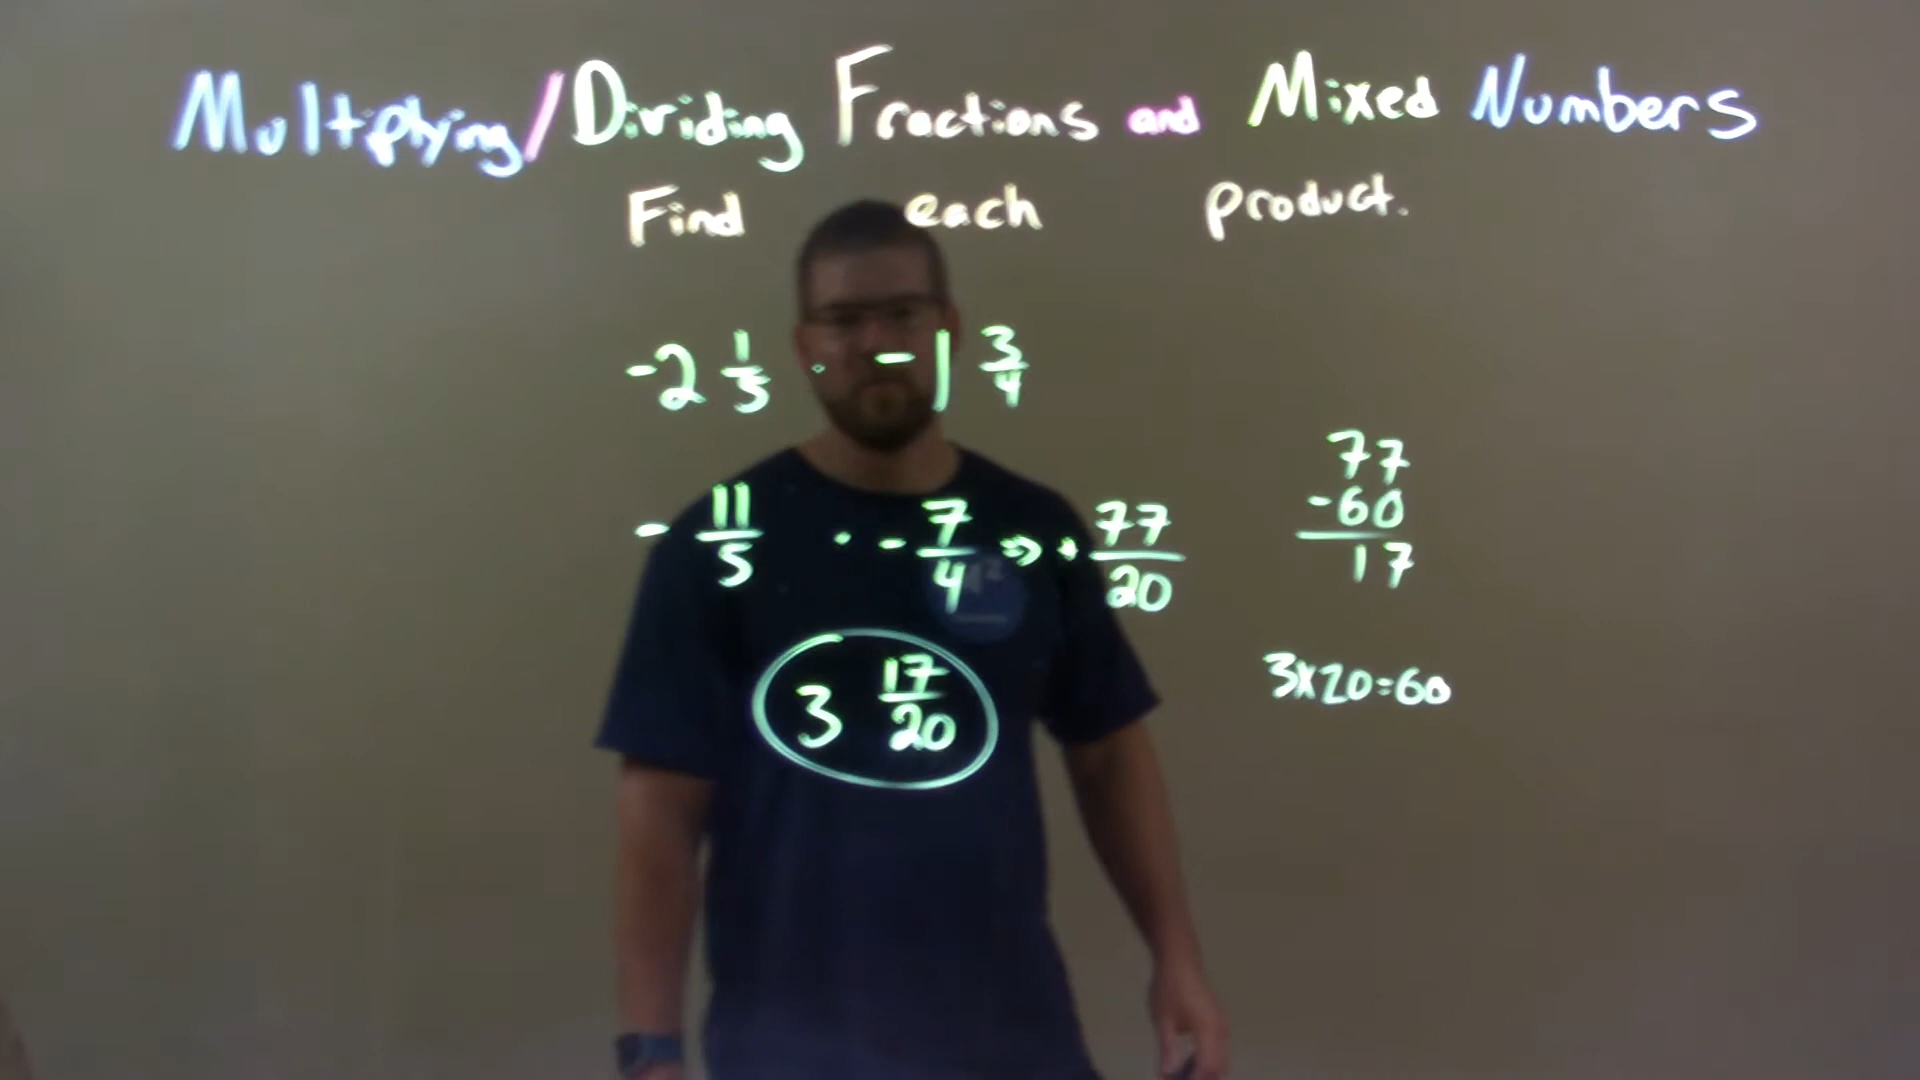 Multiplying/Dividing Fractions and Mixed Numbers
Find each product.
-2 1/5 · -1 3/4
- 11/5 · - 7/4 ⇒ + 77/20
3 17/20
77
-60
17
3x20=60